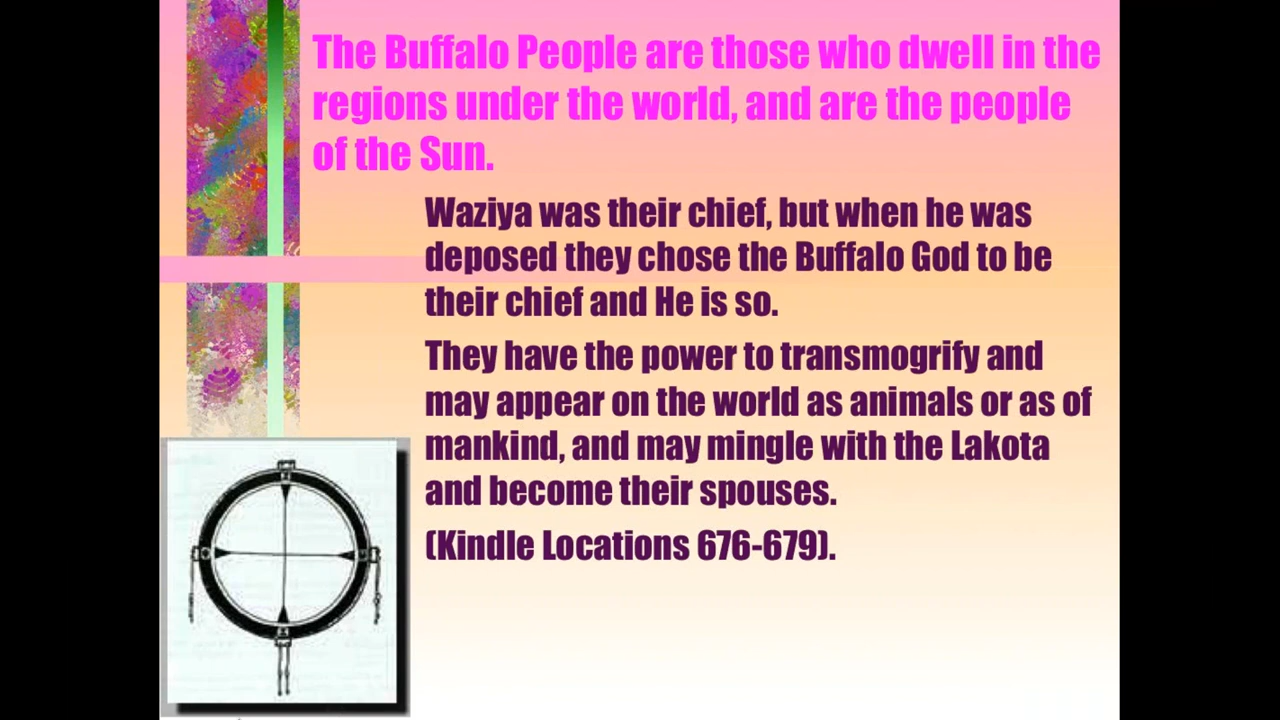 The Buffalo People are those who dwell in the
regions under the world, and are the people
of the Sun.
Waziya was their chief, but when he was
deposed they chose the Buffalo God to be
their chief and He is so.
They have the power to transmogrify and
may appear on the world as animals or as of
mankind, and may mingle with the Lakota
and become their spouses.
(Kindle Locations 676-679).